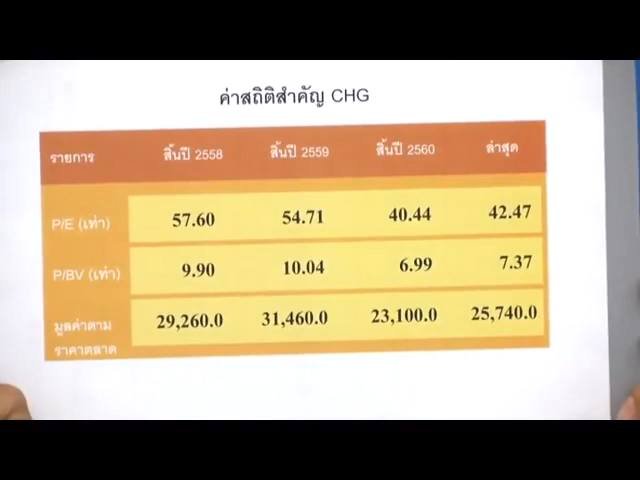 ค่าสถิติสำคัญ CHG
รายการ สิ้นปี 2558 สิ้นปี 2559 สิ้นปี 2560 ล่าสุด
P/E (เท่า) 57.60 54.71 40.44 42.47
P/BV (เท่า) 9.90 10.04 6.99 7.37
มูลค่าตาม 29,260.0 31,460.0 23,100.0 25,740.0
ราคาตลาด